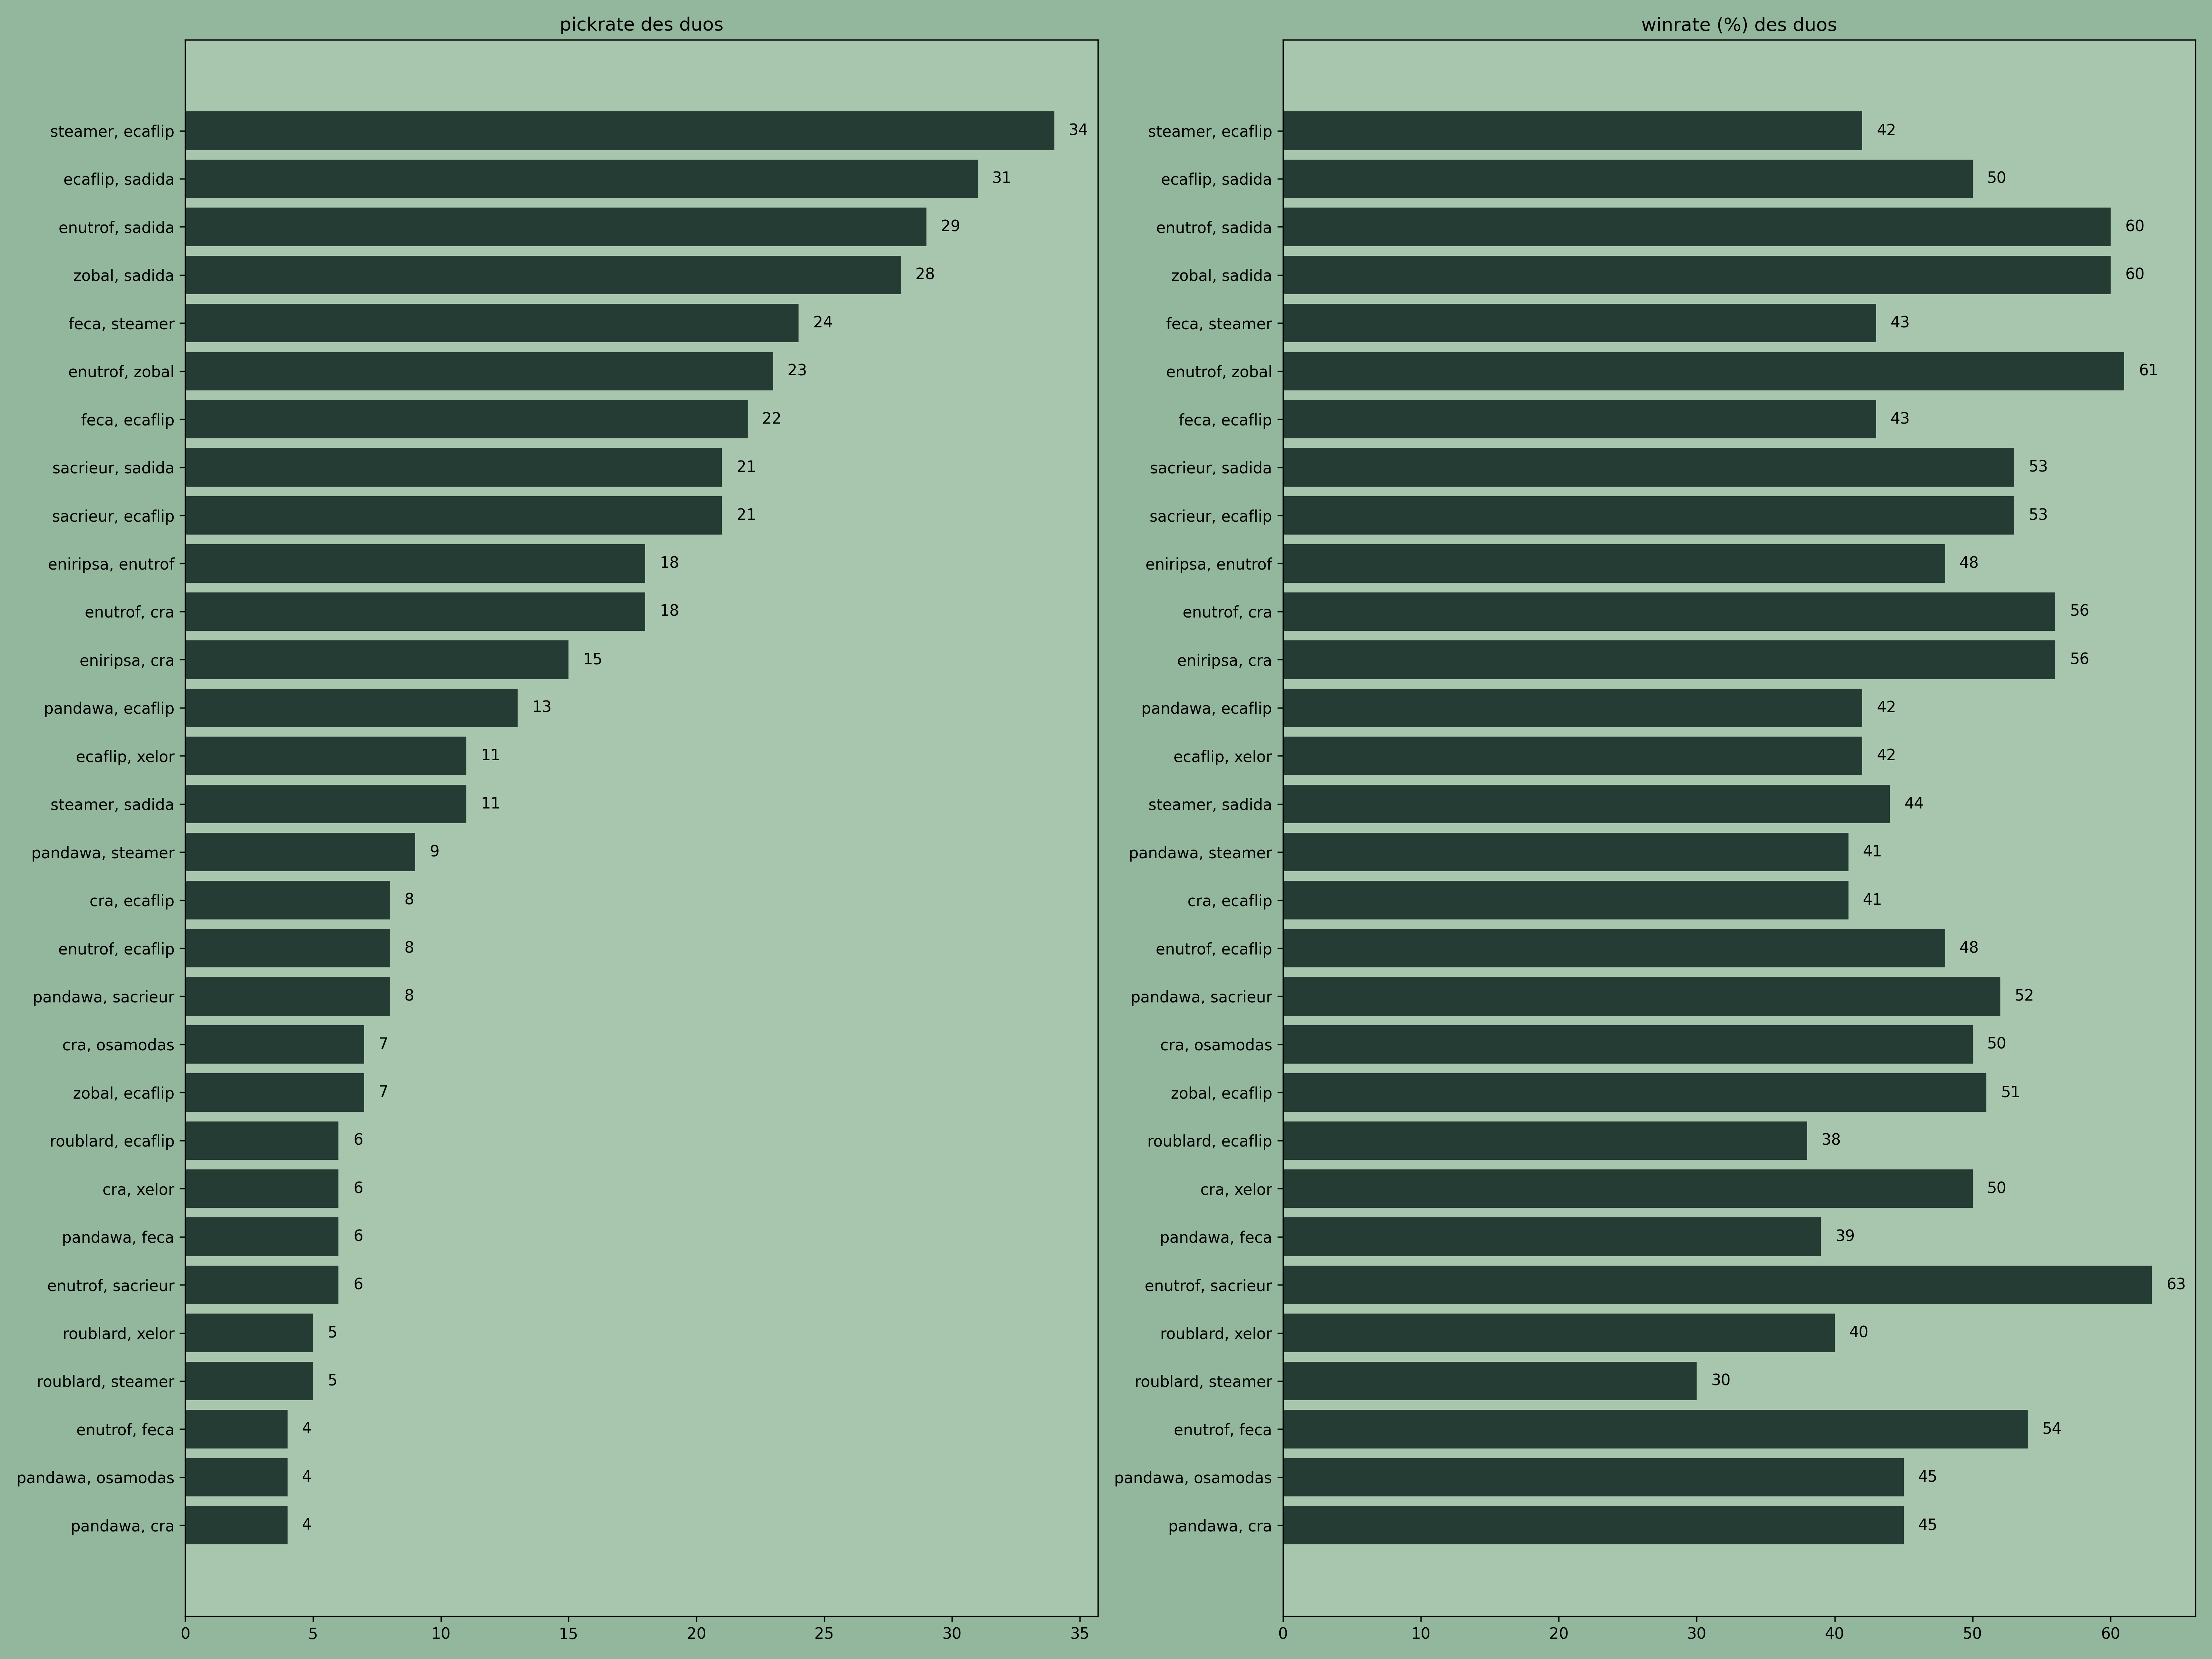 pickrate des duos
steamer, ecaflip 34
ecaflip, sadida 31
enutrof, sadida 29
zobal, sadida 28
feca, steamer 24
enutrof, zobal 23
feca, ecaflip 22
sacrieur, sadida 21
sacrieur, ecaflip 21
eniripsa, enutrof 18
enutrof, cra 18
eniripsa, cra 15
pandawa, ecaflip 13
ecaflip, xelor 11
steamer, sadida 11
pandawa, steamer 9
cra, ecaflip 8
enutrof, ecaflip 8
pandawa, sacrieur 8
cra, osamodas 7
zobal, ecaflip 7
roublard, ecaflip 6
cra, xelor 6
pandawa, feca 6
enutrof, sacrieur 6
roublard, xelor 5
roublard, steamer 5
enutrof, feca 4
pandawa, osamodas 4
pandawa, cra 4
0 5 10 15 20 25 30 35
winrate (%) des duos
steamer, ecaflip 42
ecaflip, sadida 50
enutrof, sadida 60
zobal, sadida 60
feca, steamer 43
enutrof, zobal 61
feca, ecaflip 43
sacrieur, sadida 53
sacrieur, ecaflip 53
eniripsa, enutrof 48
enutrof, cra 56
eniripsa, cra 56
pandawa, ecaflip 42
ecaflip, xelor 42
steamer, sadida 44
pandawa, steamer 41
cra, ecaflip 41
enutrof, ecaflip 48
pandawa, sacrieur 52
cra, osamodas 50
zobal, ecaflip 51
roublard, ecaflip 38
cra, xelor 50
pandawa, feca 39
enutrof, sacrieur 63
roublard, xelor 40
roublard, steamer 30
enutrof, feca 54
pandawa, osamodas 45
pandawa, cra 45
0 10 20 30 40 50 60